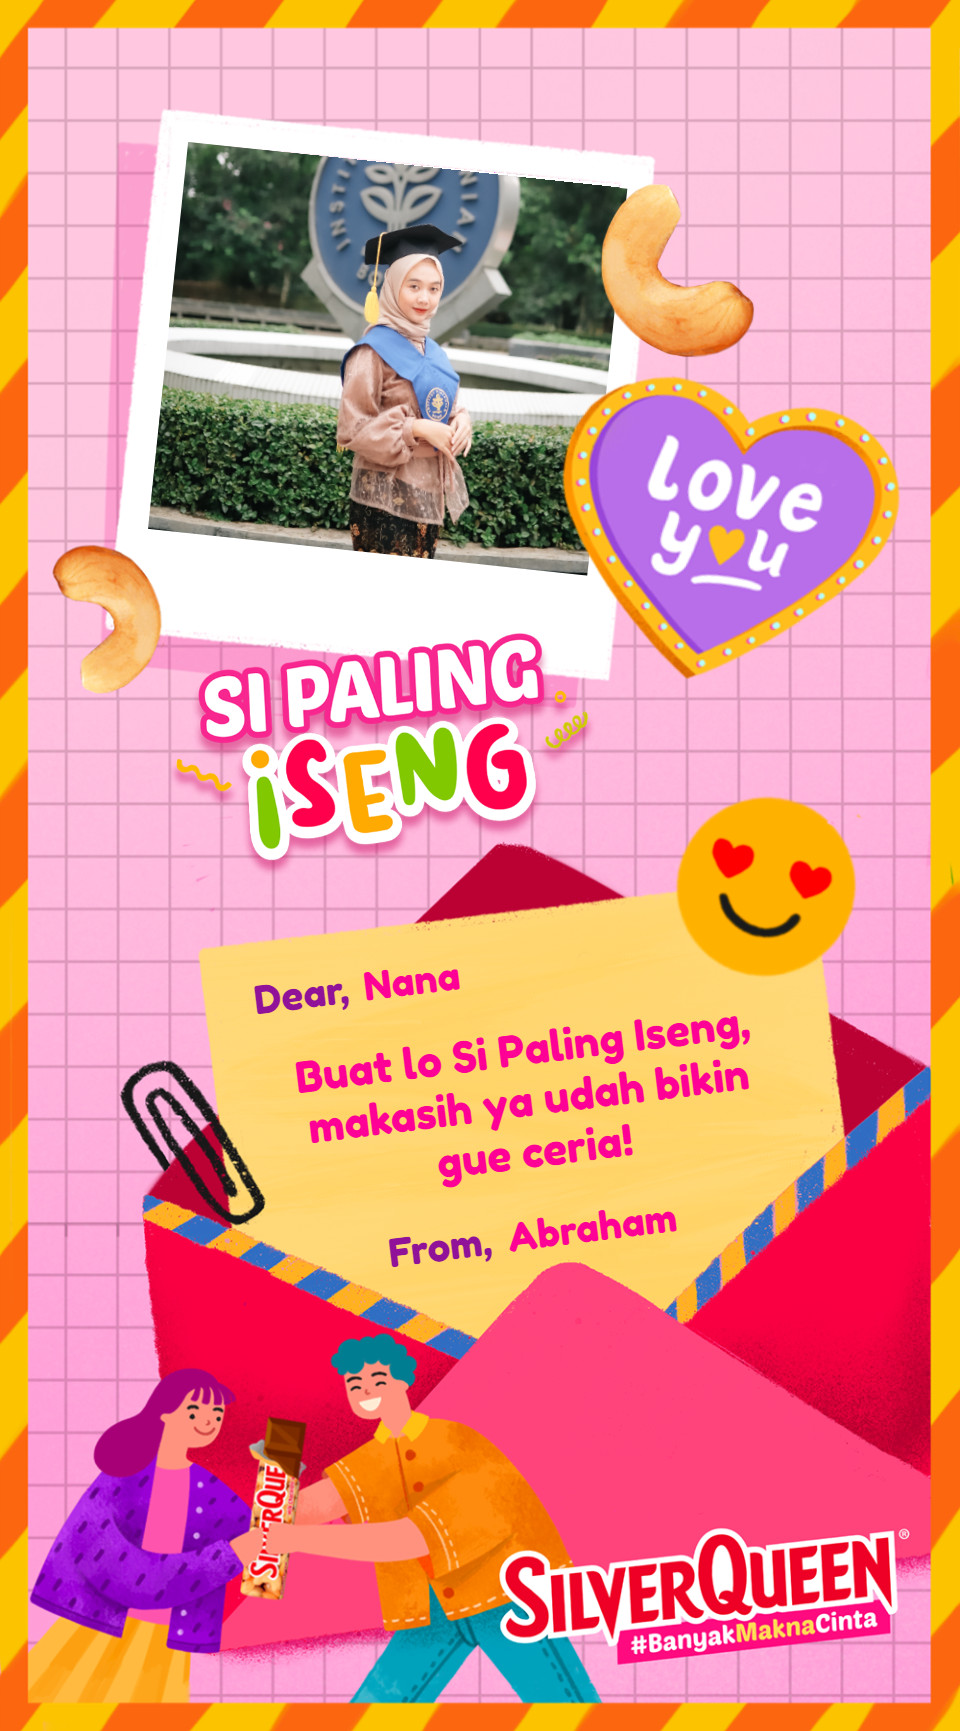 LOVE
you
SI PALING
iSENG
Dear, Nana
Buat lo Si Paling Iseng,
makasih ya udah bikin
gue ceria!
From, Abraham
SILVERQUE
SILVERQUEEN®
#BanyakMaknaCinta